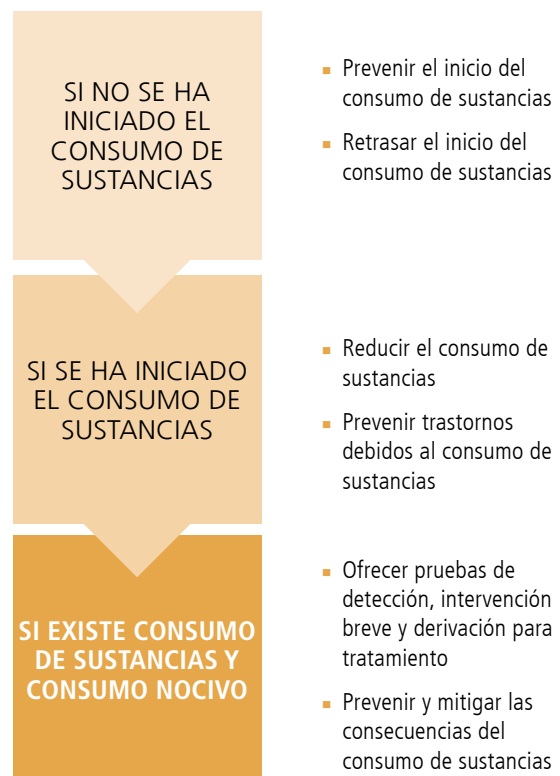 SI NO SE HA
INICIADO EL
CONSUMO DE
SUSTANCIAS
▪ Prevenir el inicio del
consumo de sustancias
▪ Retrasar el inicio del
consumo de sustancias
SI SE HA INICIADO
EL CONSUMO DE
SUSTANCIAS
▪ Reducir el consumo de
sustancias
▪ Prevenir trastornos
debidos al consumo de
sustancias
SI EXISTE CONSUMO
DE SUSTANCIAS Y
CONSUMO NOCIVO
▪ Ofrecer pruebas de
detección, intervención
breve y derivación para
tratamiento
▪ Prevenir y mitigar las
consecuencias del
consumo de sustancias